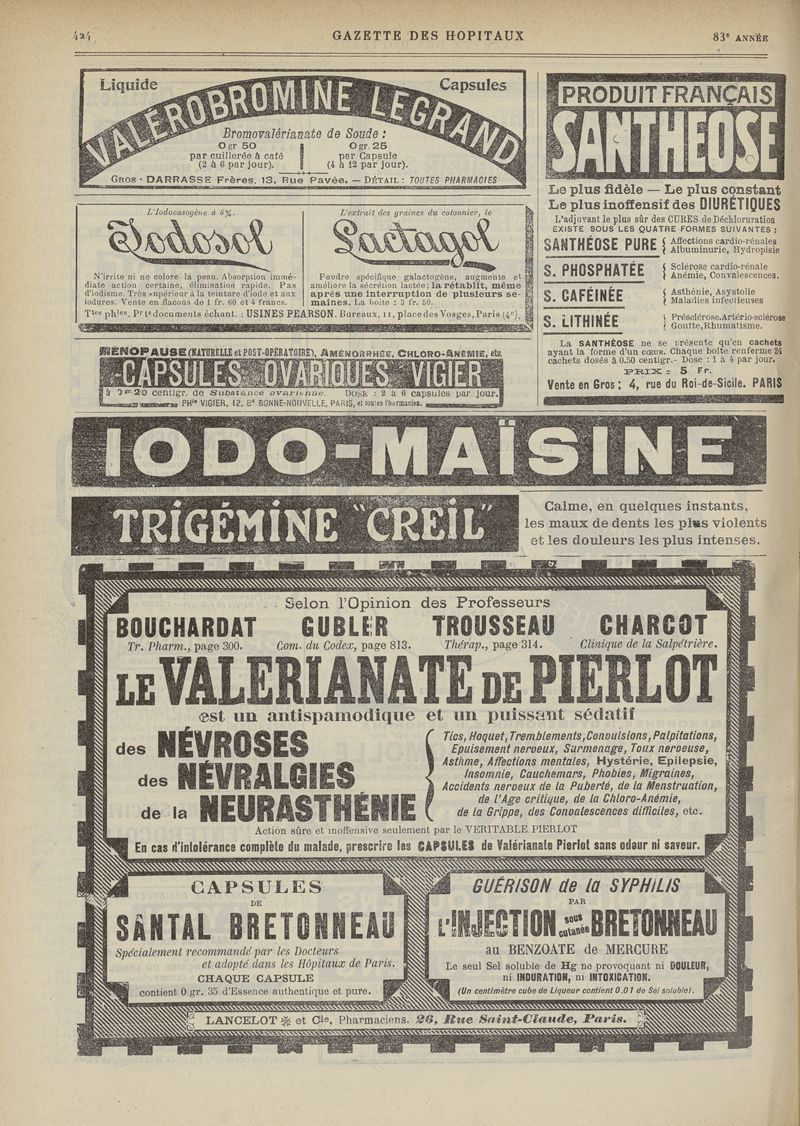 424
GAZETTE DES HOPITAUX
83e ANNÉE
Liquide
Capsules
VALÉROBROMINE LEGRAND
Bromovalérianate de Soude :
0 gr 50
par cuillerée à café
(2 à 6 par jour).
0 gr. 25
par Capsule
(4 à 12 par jour).
GROS · DARRASSE Frères, 13, Rue Pavée. — DÉTAIL : TOUTES PHARMACIES
L'Iodocasogène à 6%.
Iodosol
N'irrite ni ne colore la peau. Absorption immé-
diate action certaine, élimination rapide. Pas
d'iodisme. Très supérieur à la teinture d'iode et aux
iodures. Vente en flacons de 1 fr. 60 et 4 francs.
L'extrait des graines du cotonnier, le
Lactagol
Poudre spécifique galactogène, augmente et
améliore la sécrétion lactée; la rétablit, même
après une interruption de plusieurs se-
maines. La boite : 3 fr. 50.
Ttes phies. Pr ts documents échant. : USINES PEARSON. Bureaux, 11, place des Vosges, Paris (4e).
MÉNOPAUSE (NATURELLE et POST-OPÉRATOIRE), AMÉNORRHÉE, CHLORO-ANÉMIE, etc.
CAPSULES OVARIQUES VIGIER
à 0gr 20 centigr. de Substance ovarienne. DOSE : 2 à 6 capsules par jour.
PHie VIGIER, 12, Bd BONNE-NOUVELLE, PARIS, et toutes Pharmacies.
PRODUIT FRANÇAIS
SANTHÉOSE
Le plus fidèle — Le plus constant
Le plus inoffensif des DIURÉTIQUES
L'adjuvant le plus sûr des CURES de Déchloruration
EXISTE SOUS LES QUATRE FORMES SUIVANTES :
SANTHÉOSE PURE { Affections cardio-rénales
Albuminurie, Hydropisie
S. PHOSPHATÉE { Sclérose cardio-rénale
Anémie, Convalescences.
S. CAFÉINÉE { Asthénie, Asystolie
Maladies infectieuses
S. LITHINÉE { Présclérose. Artério-sclérose
Goutte, Rhumatisme.
La SANTHÉOSE ne se présente qu'en cachets
ayant la forme d'un cœur. Chaque boîte renferme 24
cachets dosés à 0.50 centigr.- Dose : 1 à 4 par jour.
PRIX : 5 Fr.
Vente en Gros : 4, rue du Roi-de-Sicile. PARIS
IODO-MAÏSINE
TRIGÉMINE "CREIL"
Calme, en quelques instants,
les maux de dents les plus violents
et les douleurs les plus intenses.
Selon l'Opinion des Professeurs
BOUCHARDAT GUBLER TROUSSEAU CHARCOT
Tr. Pharm., page 300. Com. du Codex, page 813. Thérap., page 314. Clinique de la Salpétrière.
LE VALERIANATE DE PIERLOT
est un antispamodique et un puissant sédatif
des NÉVROSES
des NÉVRALGIES
de la NEURASTHÉNIE
Tics, Hoquet, Tremblements, Convulsions, Palpitations,
Epuisement nerveux, Surmenage, Toux nerveuse,
Asthme, Affections mentales, Hystérie, Epilepsie,
Insomnie, Cauchemars, Phobies, Migraines,
Accidents nerveux de la Puberté, de la Menstruation,
de l'Age critique, de la Chloro-Anémie,
de la Grippe, des Convalescences difficiles, etc.
Action sûre et inoffensive seulement par le VERITABLE PIERLOT
En cas d'intolérance complète du malade, prescrire les CAPSULES de Valérianate Pierlot sans odeur ni saveur.
CAPSULES
DE
SANTAL BRETONNEAU
Spécialement recommandé par les Docteurs
et adopté dans les Hôpitaux de Paris.
CHAQUE CAPSULE
contient 0 gr. 35 d'Essence authentique et pure.
GUÉRISON de la SYPHILIS
PAR
L'INJECTION sous cutanée BRETONNEAU
au BENZOATE de MERCURE
Le seul Sel soluble de Hg ne provoquant ni DOULEUR,
ni INDURATION, ni INTOXICATION.
(Un centimètre cube de Liqueur contient 0.01 de Sel soluble).
LANCELOT et Cie, Pharmaciens. 26, Rue Saint-Claude, Paris.